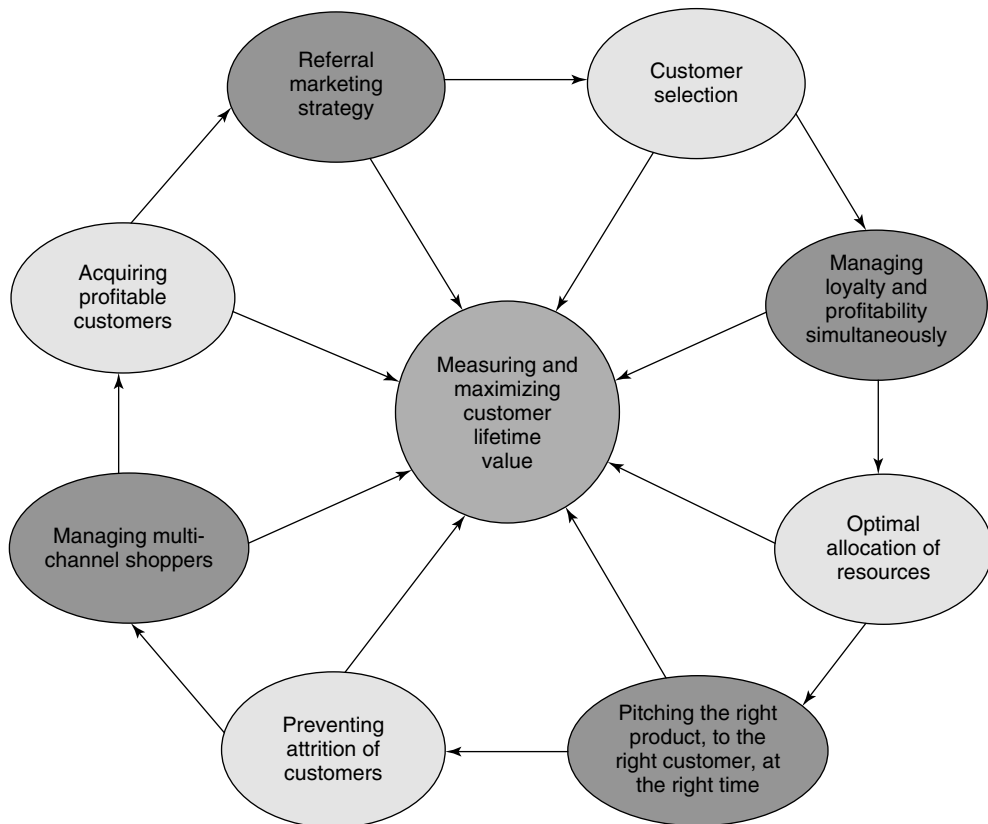 Referral
marketing
strategy
Customer
selection
Acquiring
profitable
customers
Managing
loyalty and
profitability
simultaneously
Measuring and
maximizing
customer
lifetime
value
Managing multi-
channel shoppers
Optimal
allocation of
resources
Preventing
attrition of
customers
Pitching the right
product, to the
right customer, at
the right time